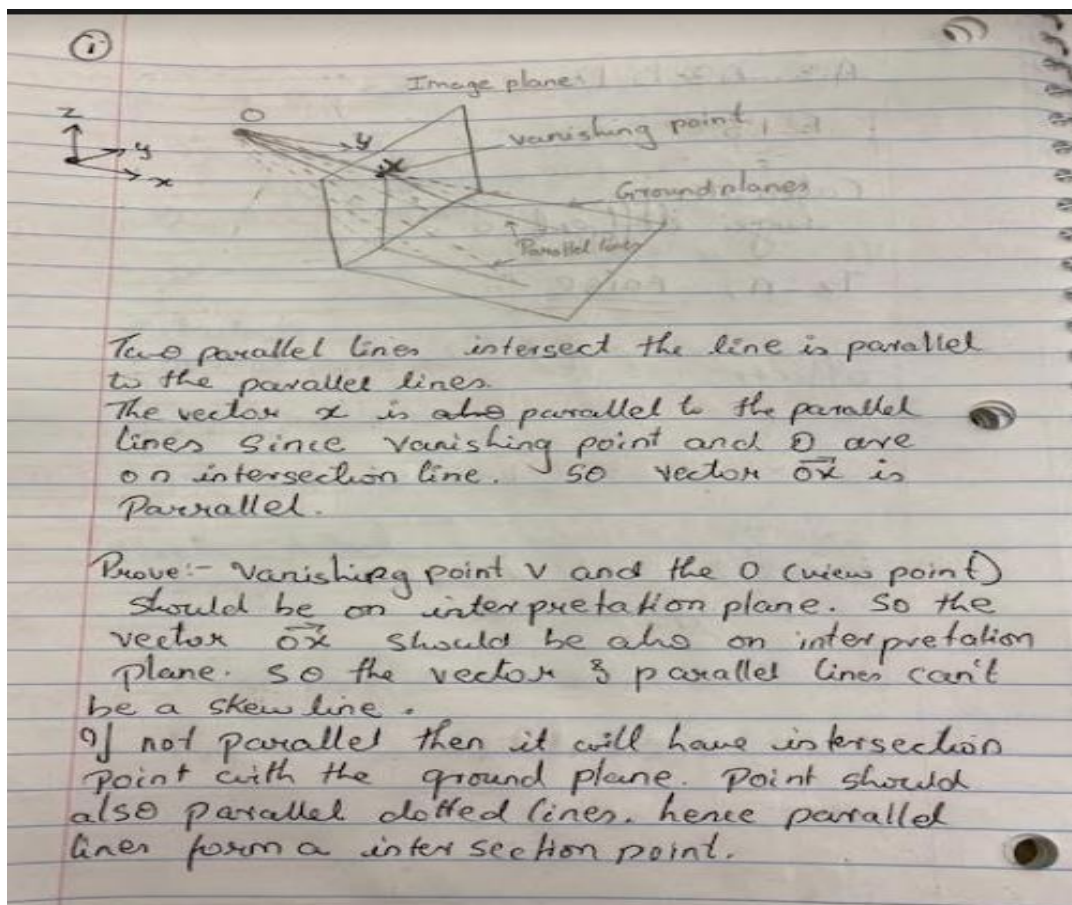 ①
Image plane
Z
y
x
O
y
x
vanishing point
Ground planes
Parallel lines
Two parallel lines intersect the line is parallel
to the parallel lines.
The vector x is also parallel to the parallel
lines Since vanishing point and O are
on intersection line. So vector ox is
Parrallel.
Prove:- Vanishing point V and the O (view point)
should be on interpretation plane. So the
vector ox should be also on interpretation
plane. So the vector & parallel lines can't
be a skew line.
If not parallel then it will have intersection
Point with the ground plane. Point should
also parallel dotted lines. hence parallel
lines form a intersection point.